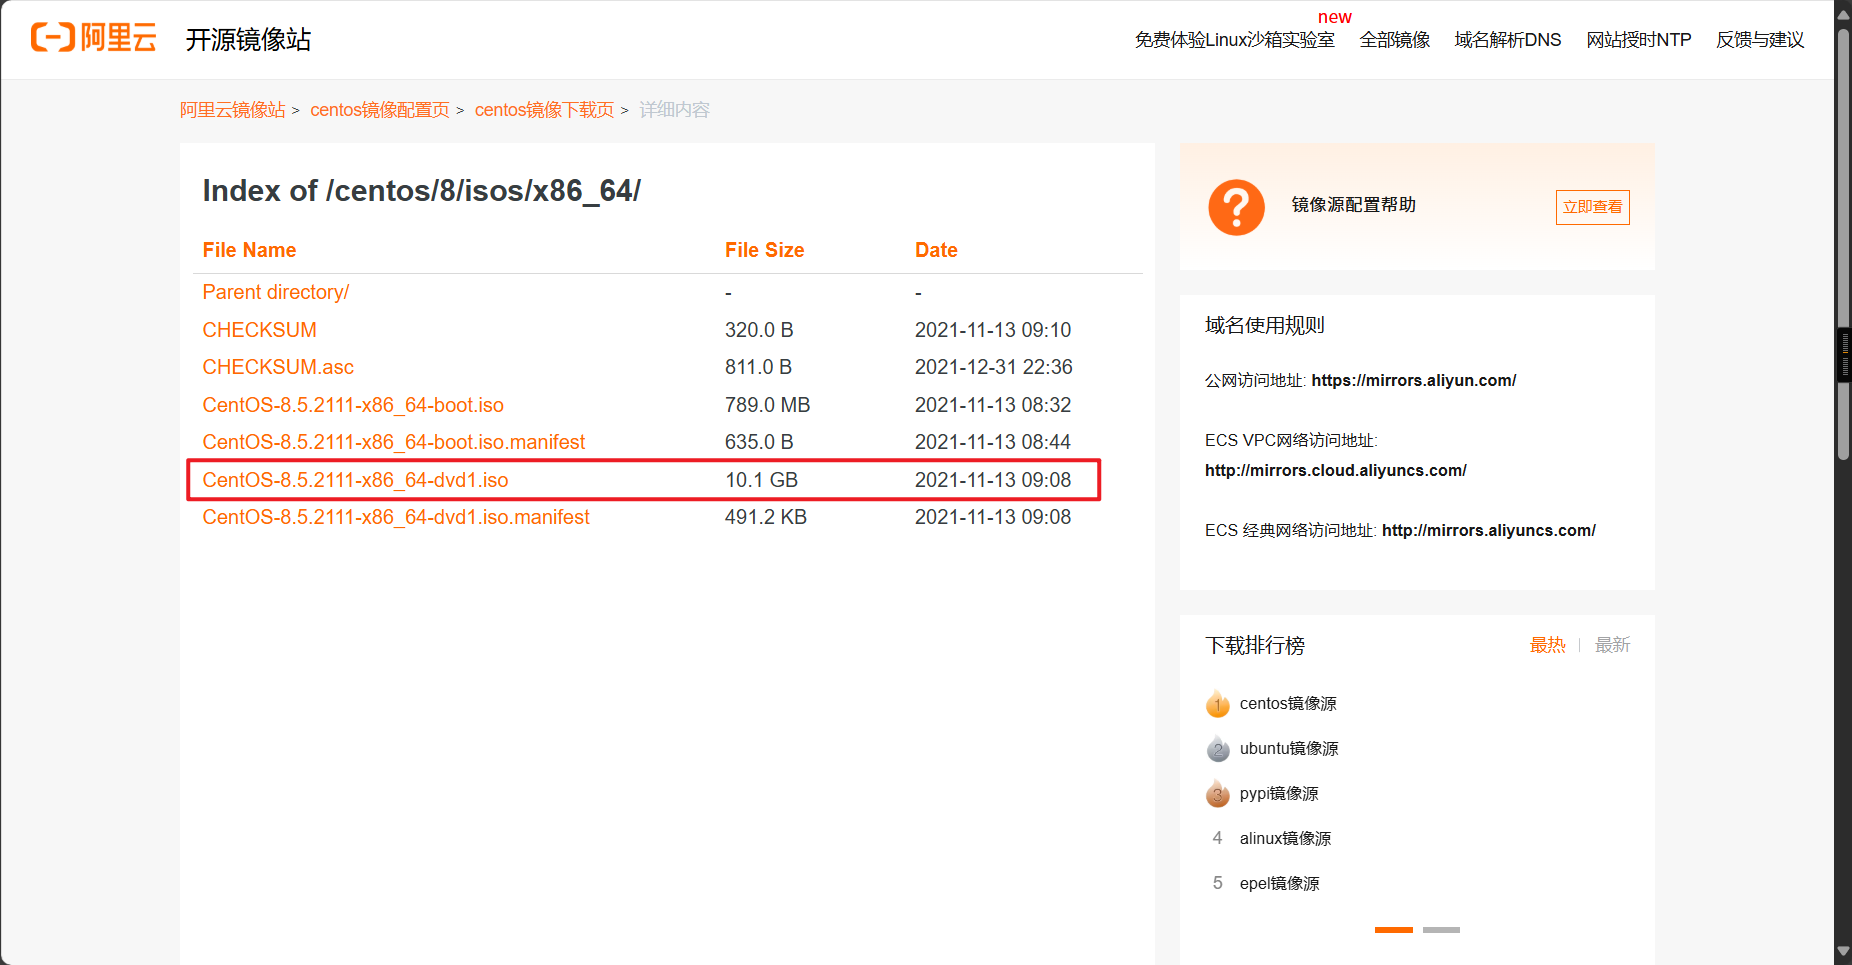 阿里云 开源镜像站
new
免费体验Linux沙箱实验室 全部镜像 域名解析DNS 网站授时NTP 反馈与建议
阿里云镜像站 > centos镜像配置页 > centos镜像下载页 > 详细内容
Index of /centos/8/isos/x86_64/
File Name File Size Date
Parent directory/ - -
CHECKSUM 320.0 B 2021-11-13 09:10
CHECKSUM.asc 811.0 B 2021-12-31 22:36
CentOS-8.5.2111-x86_64-boot.iso 789.0 MB 2021-11-13 08:32
CentOS-8.5.2111-x86_64-boot.iso.manifest 635.0 B 2021-11-13 08:44
CentOS-8.5.2111-x86_64-dvd1.iso 10.1 GB 2021-11-13 09:08
CentOS-8.5.2111-x86_64-dvd1.iso.manifest 491.2 KB 2021-11-13 09:08
?
镜像源配置帮助 立即查看
域名使用规则
公网访问地址: https://mirrors.aliyun.com/
ECS VPC网络访问地址:
http://mirrors.cloud.aliyuncs.com/
ECS 经典网络访问地址: http://mirrors.aliyuncs.com/
下载排行榜 最热 | 最新
1 centos镜像源
2 ubuntu镜像源
3 pypi镜像源
4 alinux镜像源
5 epel镜像源